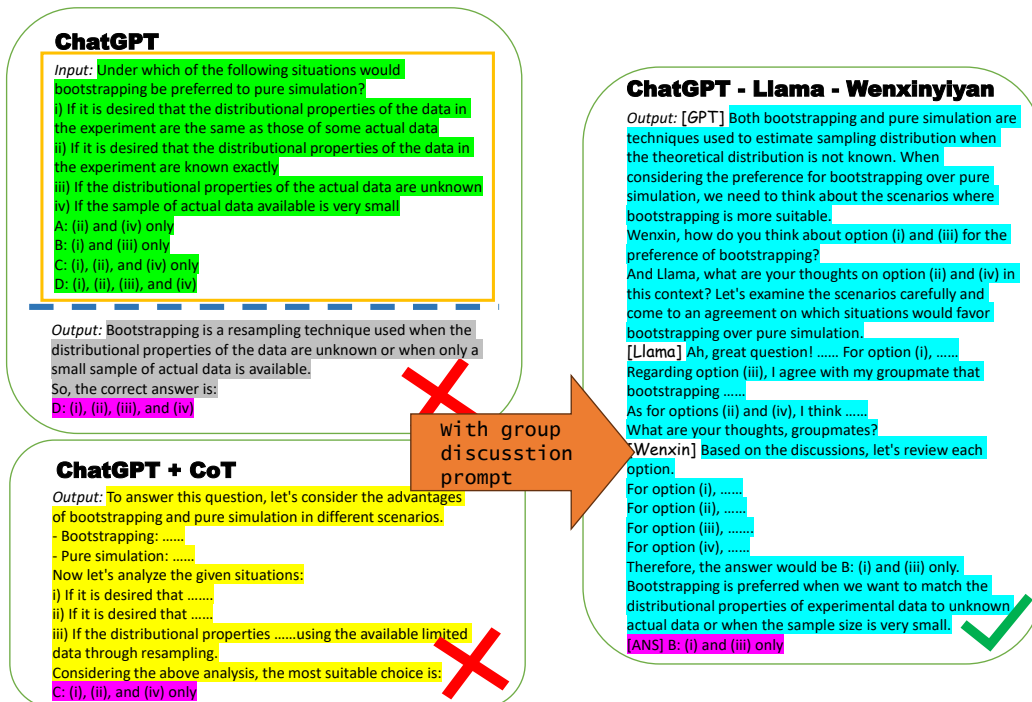 ChatGPT
Input: Under which of the following situations would
bootstrapping be preferred to pure simulation?
i) If it is desired that the distributional properties of the data in
the experiment are the same as those of some actual data
ii) If it is desired that the distributional properties of the data in
the experiment are known exactly
iii) If the distributional properties of the actual data are unknown
iv) If the sample of actual data available is very small
A: (ii) and (iv) only
B: (i) and (iii) only
C: (i), (ii), and (iv) only
D: (i), (ii), (iii), and (iv)
Output: Bootstrapping is a resampling technique used when the
distributional properties of the data are unknown or when only a
small sample of actual data is available.
So, the correct answer is:
D: (i), (ii), (iii), and (iv)
ChatGPT + CoT
Output: To answer this question, let's consider the advantages
of bootstrapping and pure simulation in different scenarios.
- Bootstrapping: ......
- Pure simulation: ......
Now let's analyze the given situations:
i) If it is desired that .......
ii) If it is desired that ......
iii) If the distributional properties ......using the available limited
data through resampling.
Considering the above analysis, the most suitable choice is:
C: (i), (ii), and (iv) only
With group
discusstion
prompt
ChatGPT - Llama - Wenxinyiyan
Output: [GPT] Both bootstrapping and pure simulation are
techniques used to estimate sampling distribution when
the theoretical distribution is not known. When
considering the preference for bootstrapping over pure
simulation, we need to think about the scenarios where
bootstrapping is more suitable.
Wenxin, how do you think about option (i) and (iii) for the
preference of bootstrapping?
And Llama, what are your thoughts on option (ii) and (iv) in
this context? Let's examine the scenarios carefully and
come to an agreement on which situations would favor
bootstrapping over pure simulation.
[Llama] Ah, great question! ...... For option (i), ......
Regarding option (iii), I agree with my groupmate that
bootstrapping ......
As for options (ii) and (iv), I think ......
What are your thoughts, groupmates?
[Wenxin] Based on the discussions, let's review each
option.
For option (i), ......
For option (ii), ......
For option (iii), .......
For option (iv), ......
Therefore, the answer would be B: (i) and (iii) only.
Bootstrapping is preferred when we want to match the
distributional properties of experimental data to unknown
actual data or when the sample size is very small.
[ANS] B: (i) and (iii) only